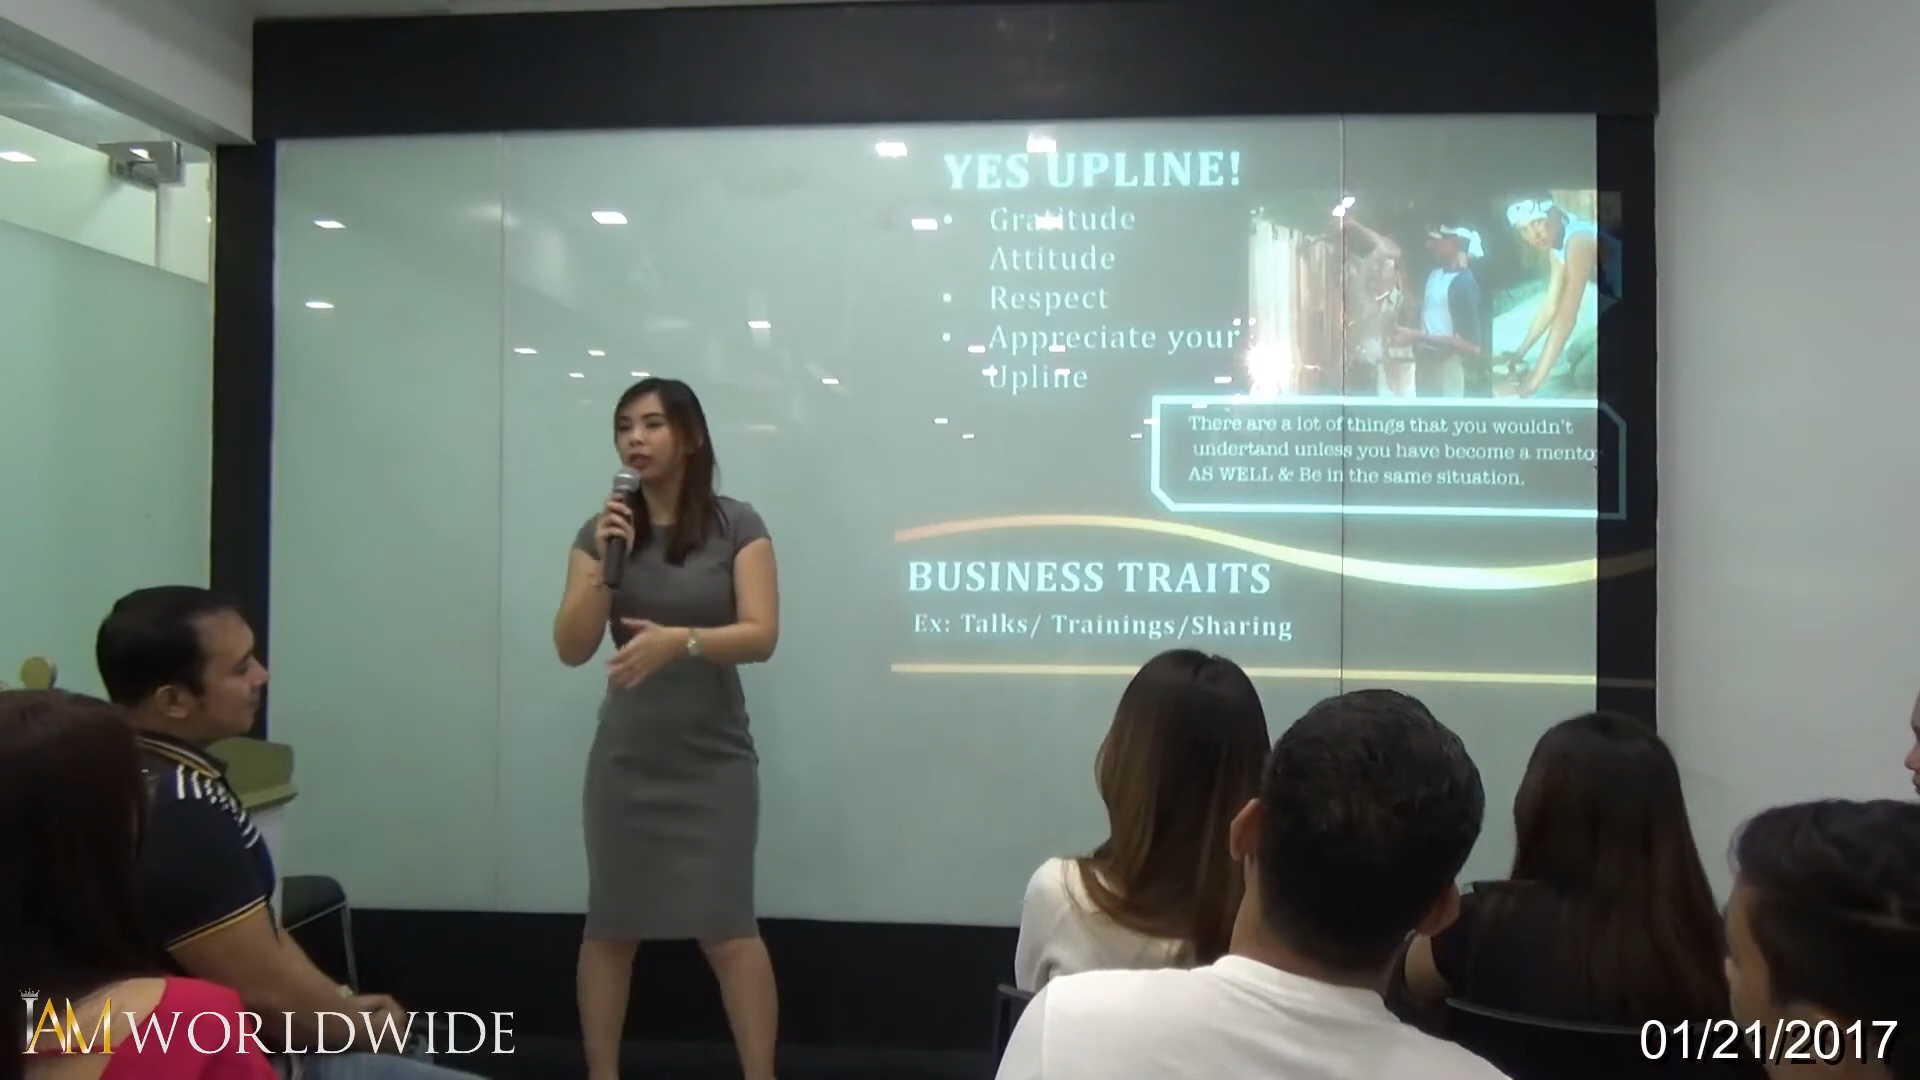 YES UPLINE!
• Gratitude
Attitude
• Respect
• Appreciate your
Upline
There are a lot of things that you wouldn't
undertand unless you have become a mentor
AS WELL & Be in the same situation.
BUSINESS TRAITS
Ex: Talks/ Trainings/Sharing
IAM WORLDWIDE
01/21/2017